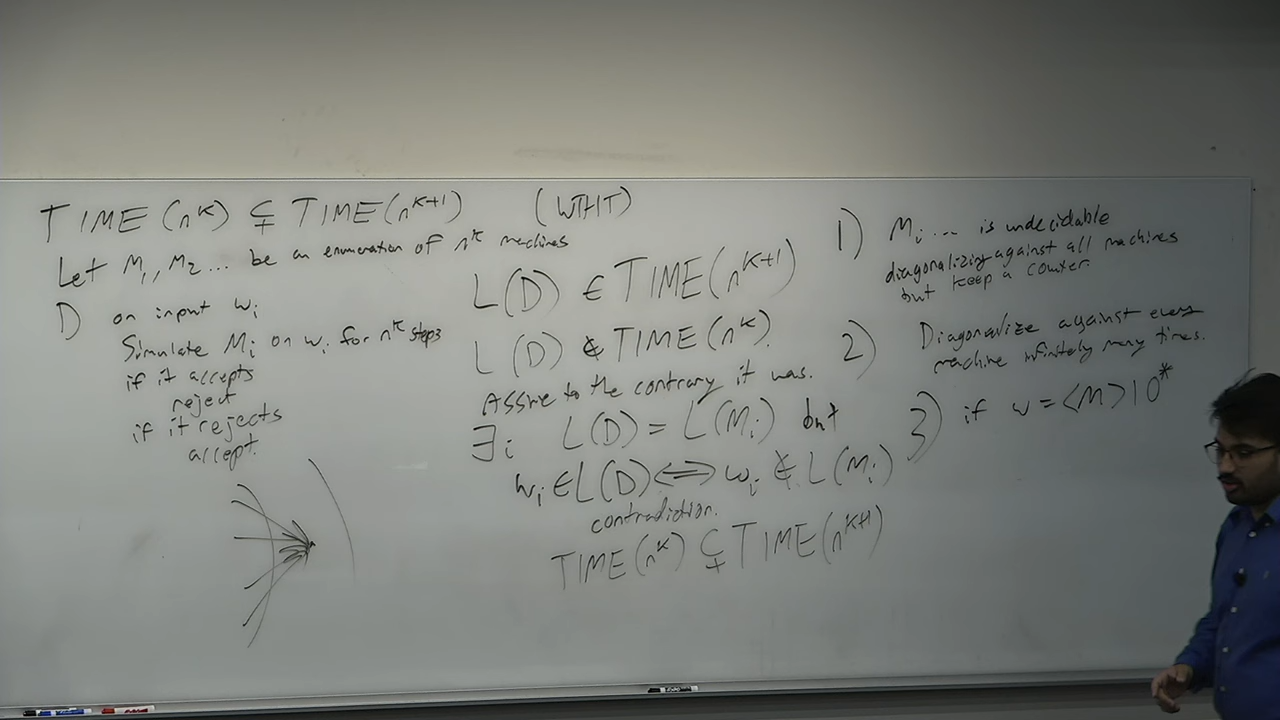 TIME (n^k) ⊊ TIME(n^{k+1}) (WTHT)
Let M₁, M₂ ... be an enumeration of n^k machines
D on input wᵢ
Simulate Mᵢ on wᵢ for n^k steps
if it accepts
reject
if it rejects
accept.
L(D) ∈ TIME(n^{k+1})
L(D) ∉ TIME(n^k).
Assume to the contrary it was.
∃i L(D) = L(Mᵢ) but
wᵢ ∈ L(D) ⟺ wᵢ ∉ L(Mᵢ)
contradiction.
TIME(n^k) ⊊ TIME(n^{k+1})
1) Mᵢ ... is undecidable
diagonalizing against all machines
but keep a counter.
2) Diagonalize against every
machine infinitely many times.
3) if w = <M>10*